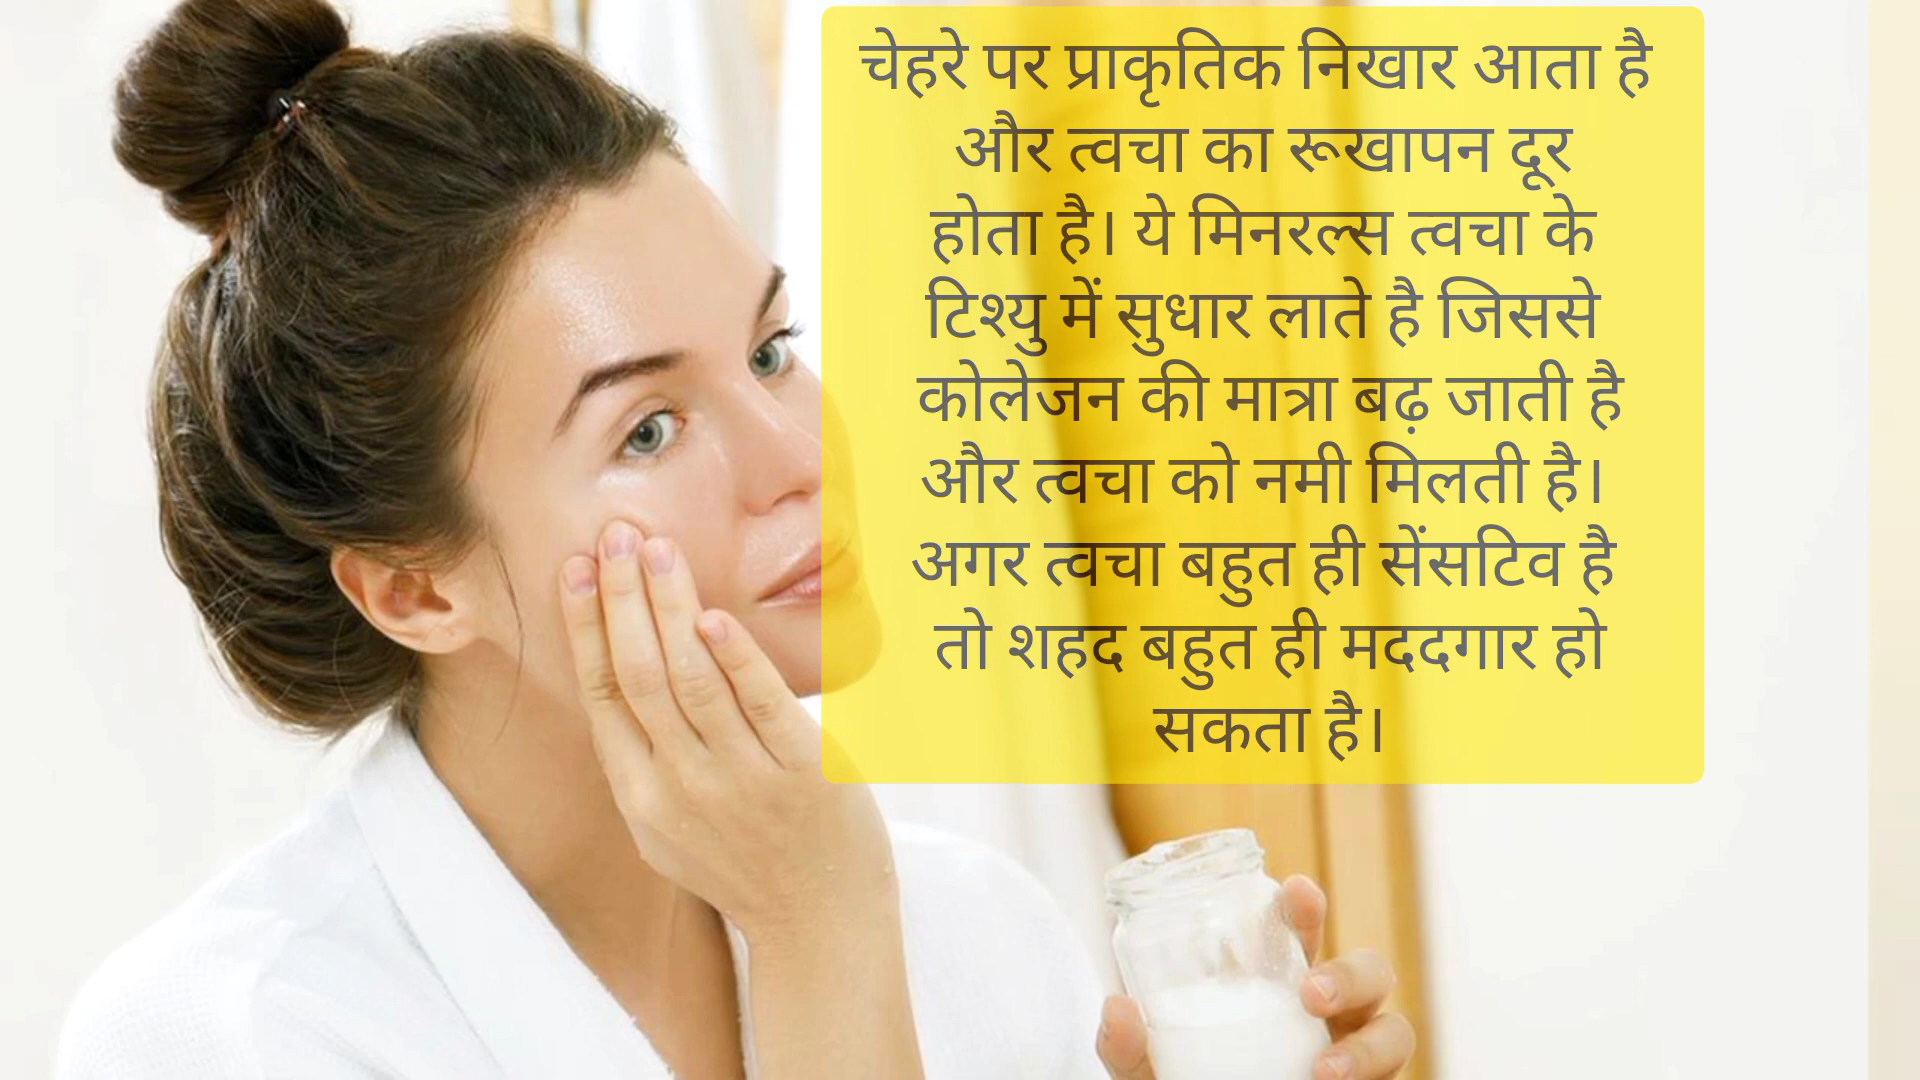 चेहरे पर प्राकृतिक निखार आता है
और त्वचा का रूखापन दूर
होता है। ये मिनरल्स त्वचा के
टिश्यु में सुधार लाते है जिससे
कोलेजन की मात्रा बढ़ जाती है
और त्वचा को नमी मिलती है।
अगर त्वचा बहुत ही सेंसटिव है
तो शहद बहुत ही मददगार हो
सकता है।